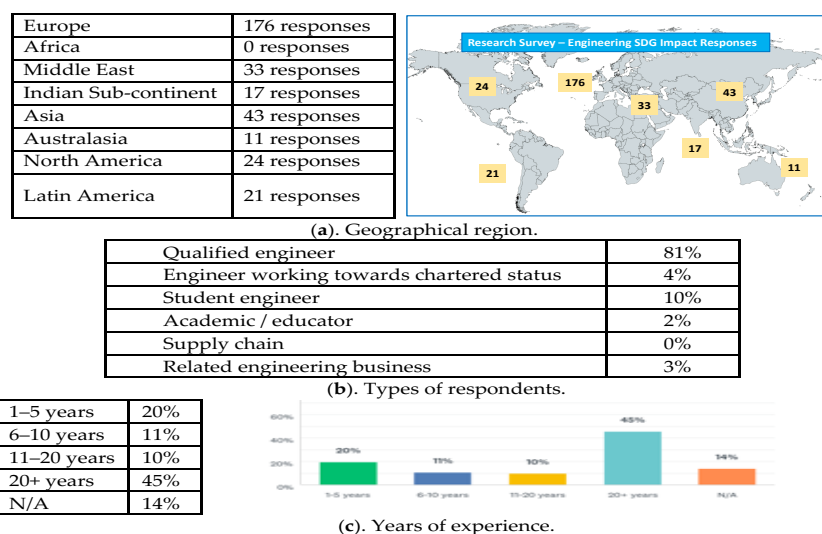 Europe 176 responses
Africa 0 responses
Middle East 33 responses
Indian Sub-continent 17 responses
Asia 43 responses
Australasia 11 responses
North America 24 responses
Latin America 21 responses
Research Survey – Engineering SDG Impact Responses
24
176
43
33
17
21
11
(a). Geographical region.
Qualified engineer 81%
Engineer working towards chartered status 4%
Student engineer 10%
Academic / educator 2%
Supply chain 0%
Related engineering business 3%
(b). Types of respondents.
1–5 years 20%
6–10 years 11%
11–20 years 10%
20+ years 45%
N/A 14%
60%
40%
20%
0%
20%
11%
10%
45%
14%
1-5 years 6-10 years 11-20 years 20+ years N/A
(c). Years of experience.